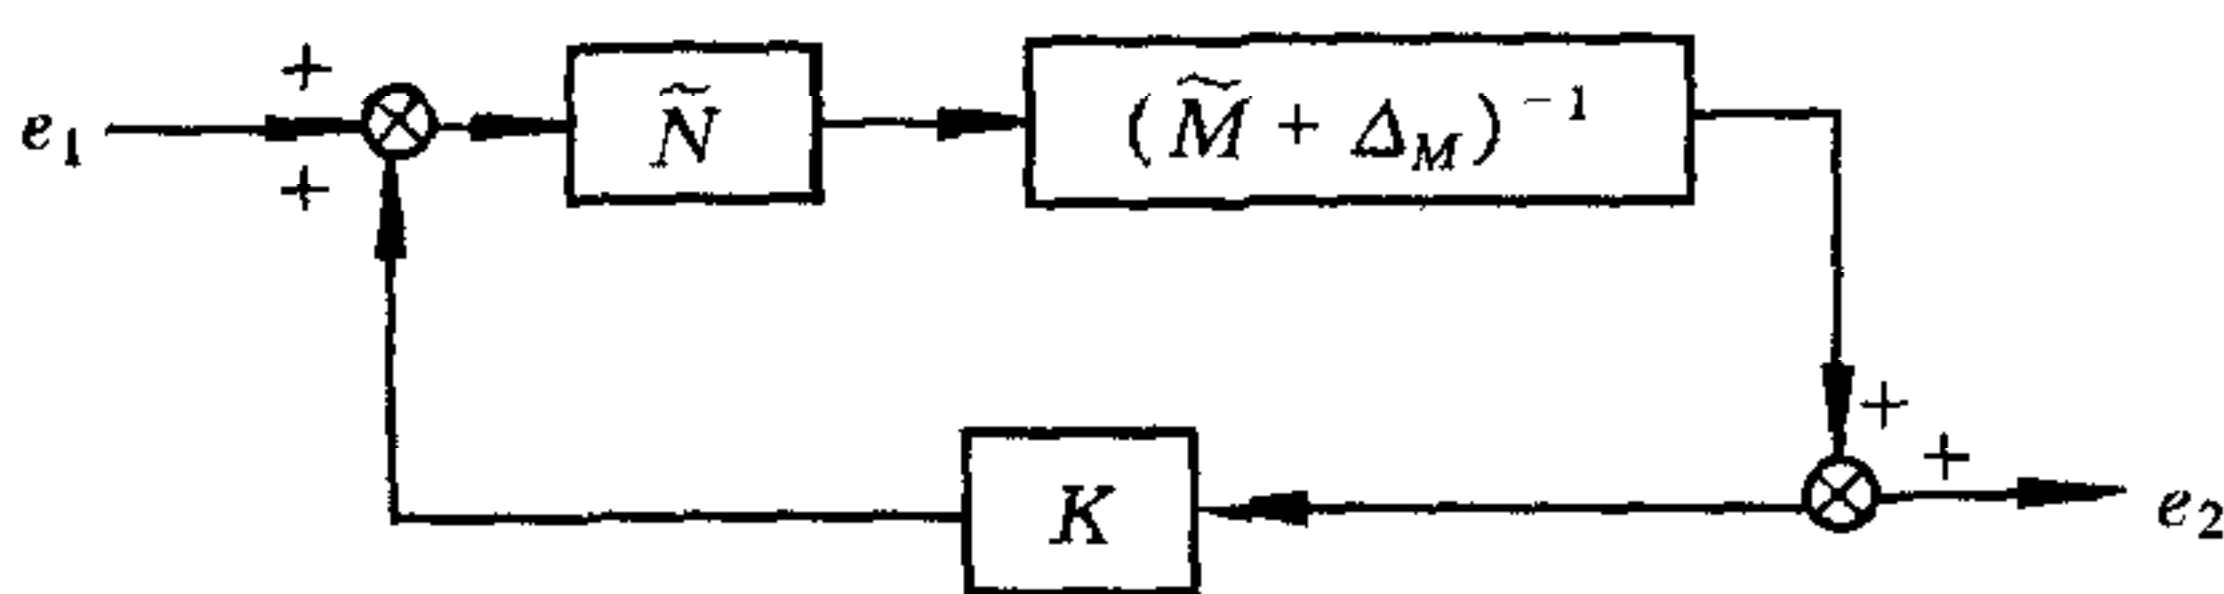 +
e₁
Ñ
(M̃ + Δ_M)⁻¹
+
+
+
K
e₂